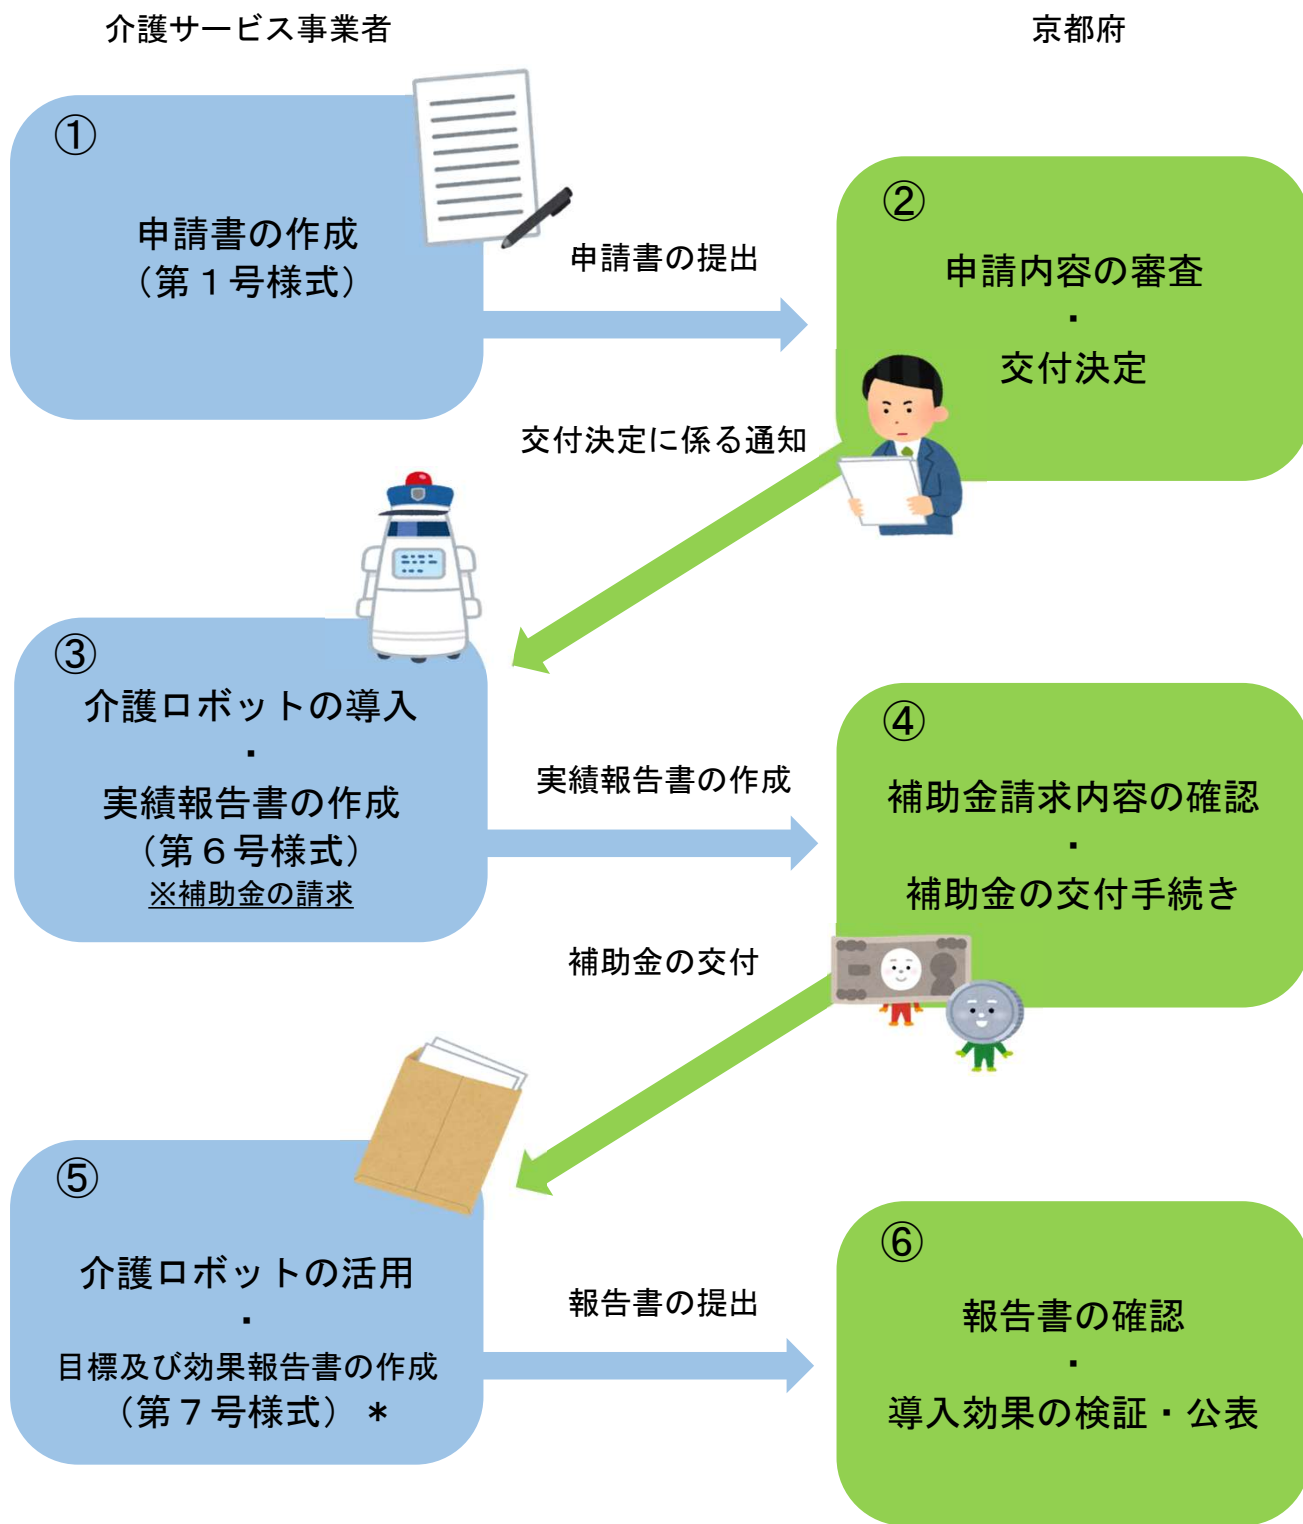 介護サービス事業者
京都府
①
申請書の作成
（第１号様式）
申請書の提出
②
申請内容の審査
・
交付決定
交付決定に係る通知
③
介護ロボットの導入
・
実績報告書の作成
（第６号様式）
※補助金の請求
実績報告書の作成
④
補助金請求内容の確認
・
補助金の交付手続き
補助金の交付
⑤
介護ロボットの活用
・
目標及び効果報告書の作成
（第７号様式）＊
報告書の提出
⑥
報告書の確認
・
導入効果の検証・公表